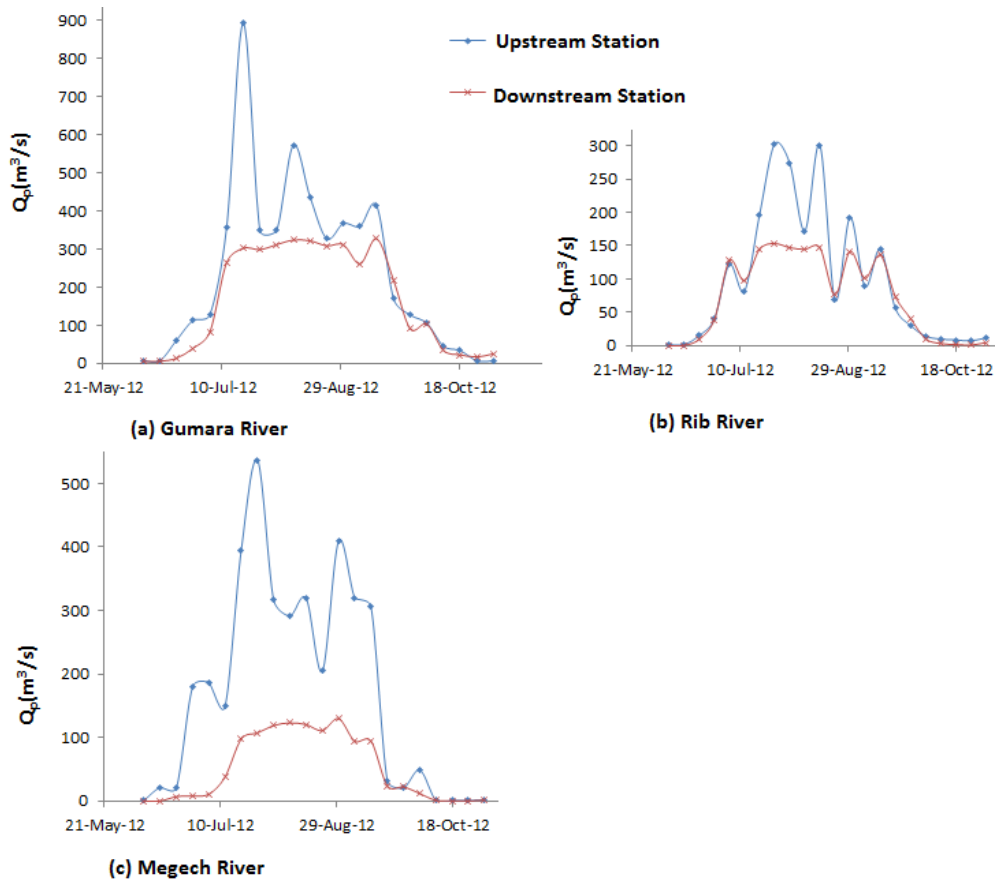 Upstream Station
Downstream Station
Qp(m³/s)
900
800
700
600
500
400
300
200
100
0
21-May-12 10-Jul-12 29-Aug-12 18-Oct-12
(a) Gumara River
Qp(m³/s)
300
250
200
150
100
50
0
21-May-12 10-Jul-12 29-Aug-12 18-Oct-12
(b) Rib River
Qp(m³/s)
500
400
300
200
100
0
21-May-12 10-Jul-12 29-Aug-12 18-Oct-12
(c) Megech River